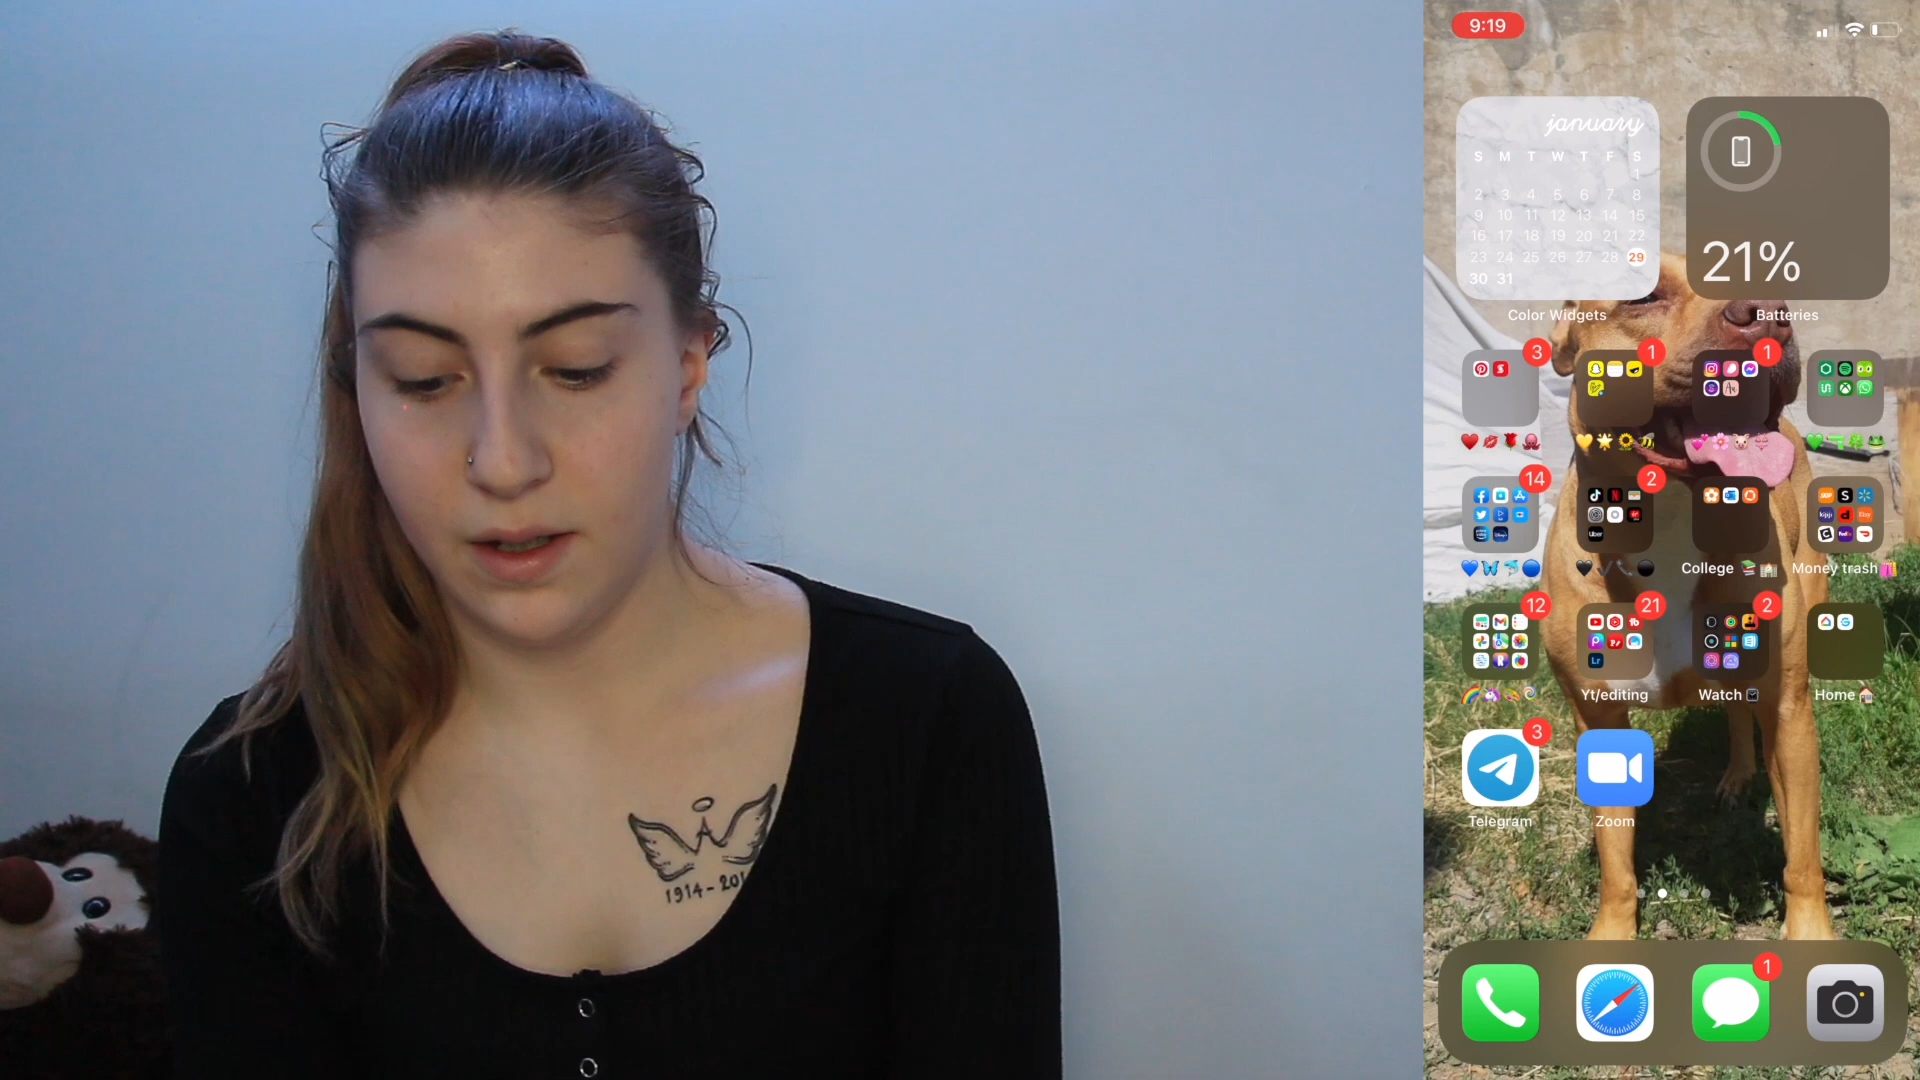 1914-201
9:19
january
S M T W T F S
1
2 3 4 5 6 7 8
9 10 11 12 13 14 15
16 17 18 19 20 21 22
23 24 25 26 27 28 29
30 31
21%
Color Widgets
Batteries
3
1
1
14
2
College
Money trash
12
21
2
Yt/editing
Watch
Home
3
Telegram
Zoom
1